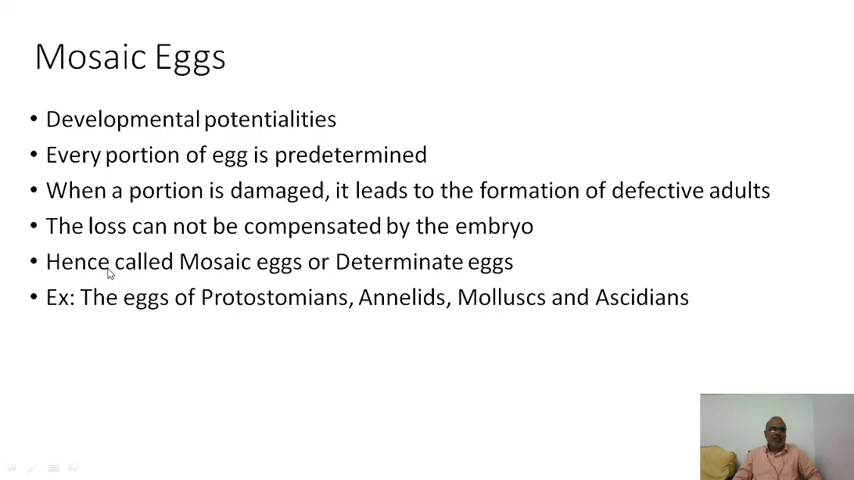 Mosaic Eggs
• Developmental potentialities
• Every portion of egg is predetermined
• When a portion is damaged, it leads to the formation of defective adults
• The loss can not be compensated by the embryo
• Hence called Mosaic eggs or Determinate eggs
• Ex: The eggs of Protostomians, Annelids, Molluscs and Ascidians